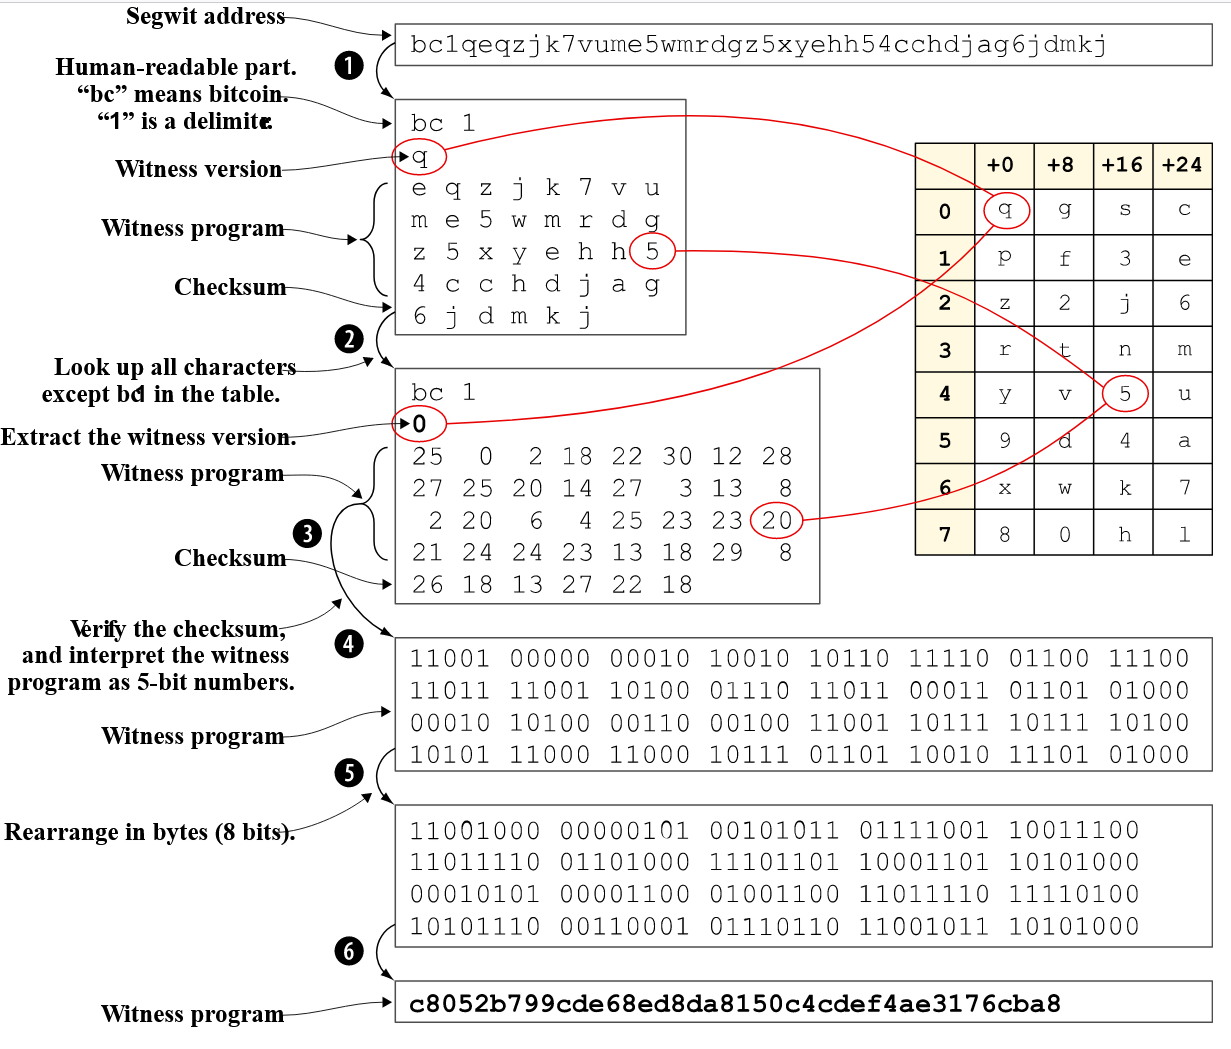 Segwit address
bc1qeqzjk7vume5wmrdgz5xyehh54cchdjag6jdmkj
1
Human-readable part.
“bc” means bitcoin.
“1” is a delimiter.
bc 1
Witness version
q
Witness program
e q z j k 7 v u
m e 5 w m r d g
z 5 x y e h h 5
4 c c h d j a g
Checksum
6 j d m k j
+0 +8 +16 +24
0 q g s c
1 p f 3 e
2 z 2 j 6
3 r t n m
4 y v 5 u
5 9 d 4 a
6 x w k 7
7 8 0 h l
2
Look up all characters
except bc1 in the table.
bc 1
Extract the witness version.
0
Witness program
25 0 2 18 22 30 12 28
27 25 20 14 27 3 13 8
2 20 6 4 25 23 23 20
21 24 24 23 13 18 29 8
3
Checksum
26 18 13 27 22 18
Verify the checksum,
and interpret the witness
program as 5-bit numbers.
4
Witness program
11001 00000 00010 10010 10110 11110 01100 11100
11011 11001 10100 01110 11011 00011 01101 01000
00010 10100 00110 00100 11001 10111 10111 10100
10101 11000 11000 10111 01101 10010 11101 01000
5
Rearrange in bytes (8 bits).
11001000 00000101 00101011 01111001 10011100
11011110 01101000 11101101 10001101 10101000
00010101 00001100 01001100 11011110 11110100
10101110 00110001 01110110 11001011 10101000
6
Witness program
c8052b799cde68ed8da8150c4cdef4ae3176cba8